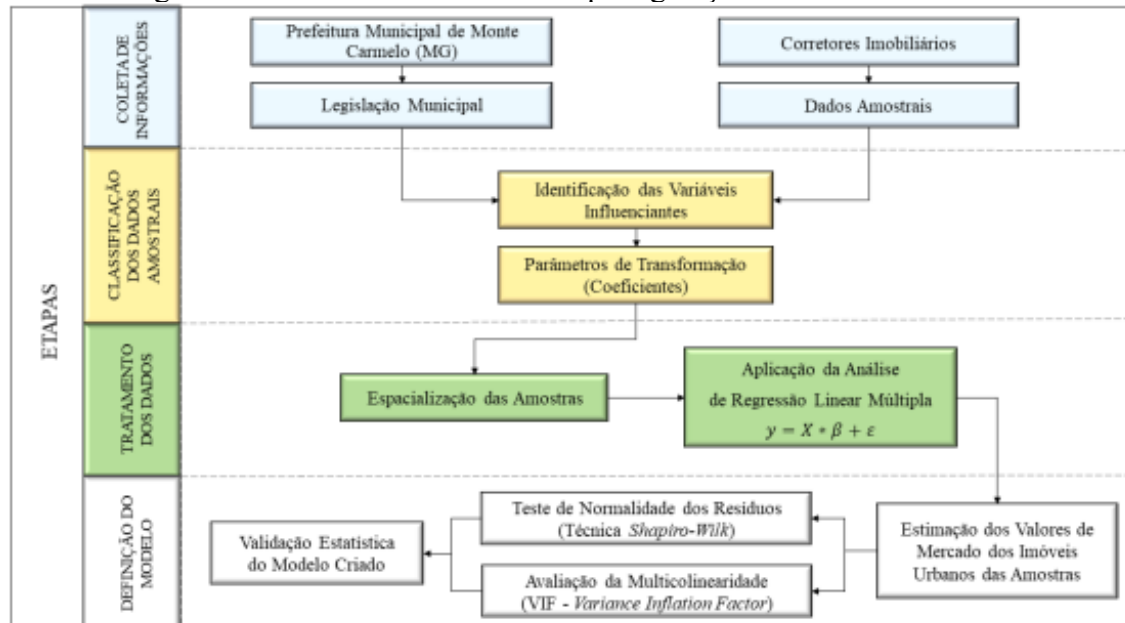 ETAPAS
COLETA DE
INFORMAÇÕES
Prefeitura Municipal de Monte
Carmelo (MG)
Corretores Imobiliários
Legislação Municipal
Dados Amostrais
CLASSIFICAÇÃO
DOS DADOS
AMOSTRAIS
Identificação das Variáveis
Influenciantes
Parâmetros de Transformação
(Coeficientes)
TRATAMENTO
DOS DADOS
Espacialização das Amostras
Aplicação da Análise
de Regressão Linear Múltipla
y = X * β + ε
DEFINIÇÃO DO
MODELO
Estimação dos Valores de
Mercado dos Imóveis
Urbanos das Amostras
Teste de Normalidade dos Resíduos
(Técnica Shapiro-Wilk)
Avaliação da Multicolinearidade
(VIF - Variance Inflation Factor)
Validação Estatística
do Modelo Criado